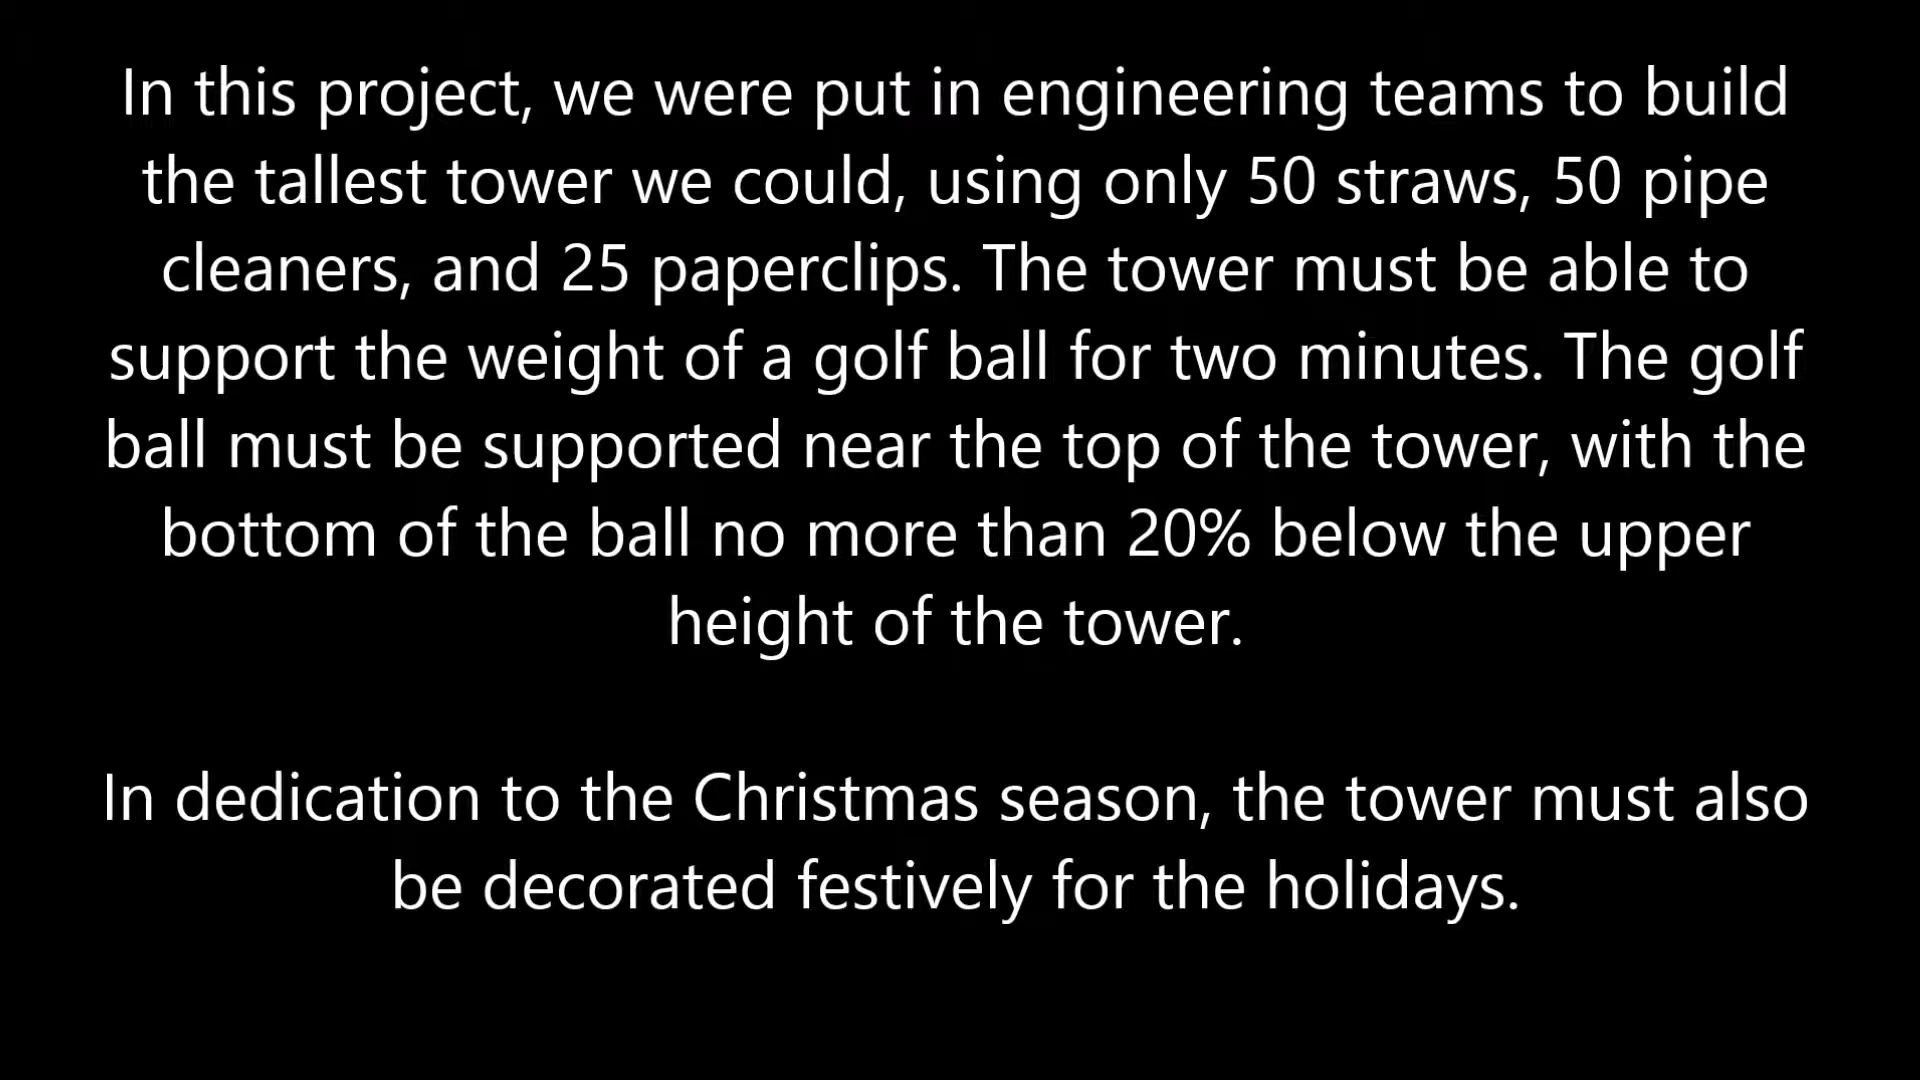 In this project, we were put in engineering teams to build
the tallest tower we could, using only 50 straws, 50 pipe
cleaners, and 25 paperclips. The tower must be able to
support the weight of a golf ball for two minutes. The golf
ball must be supported near the top of the tower, with the
bottom of the ball no more than 20% below the upper
height of the tower.
In dedication to the Christmas season, the tower must also
be decorated festively for the holidays.